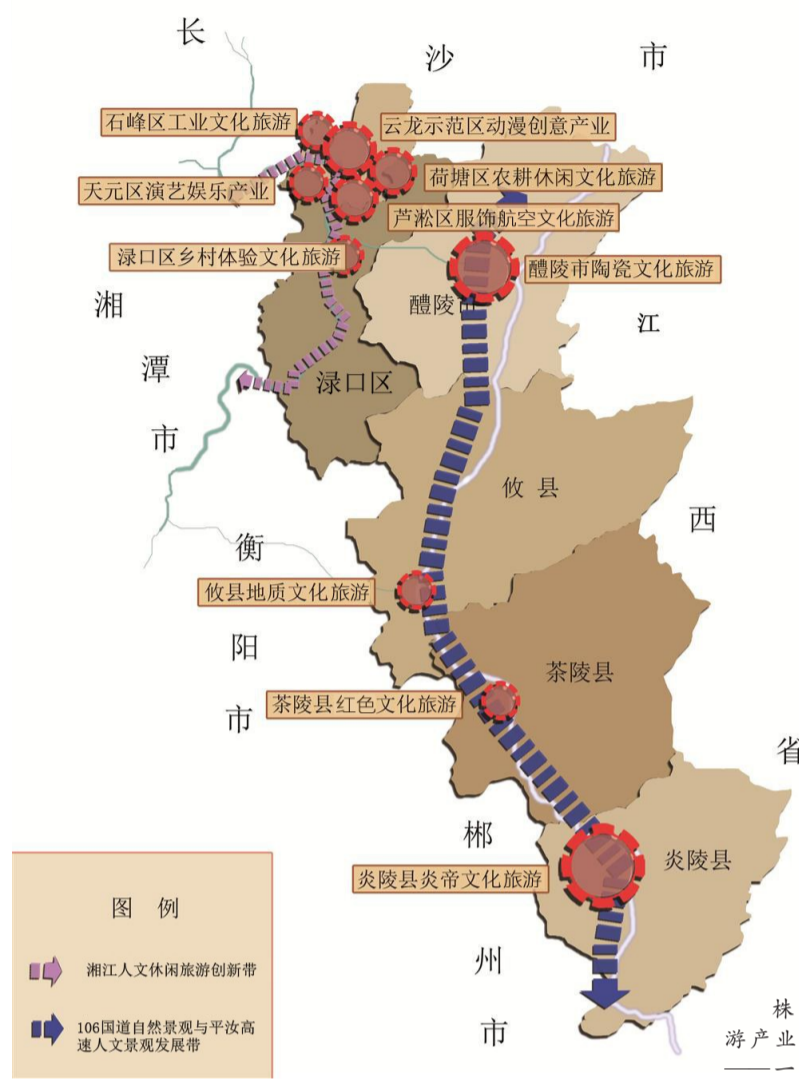 长沙市
石峰区工业文化旅游
云龙示范区动漫创意产业
天元区演艺娱乐产业
荷塘区农耕休闲文化旅游
芦淞区服饰航空文化旅游
渌口区乡村体验文化旅游
醴陵市陶瓷文化旅游
醴陵市
湘潭市
江西省
渌口区
攸县
衡阳市
攸县地质文化旅游
茶陵县
茶陵县红色文化旅游
郴州市
炎陵县
炎陵县炎帝文化旅游
图 例
湘江人文休闲旅游创新带
106国道自然景观与平汝高
速人文景观发展带
株
游产业
——一